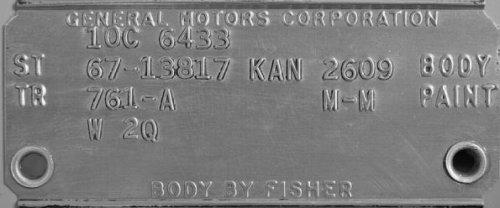 GENERAL MOTORS CORPORATION
10C 6433
ST 67-13817 KAN 2609 BODY
TR 761-A M-M PAINT
W 2Q
BODY BY FISHER